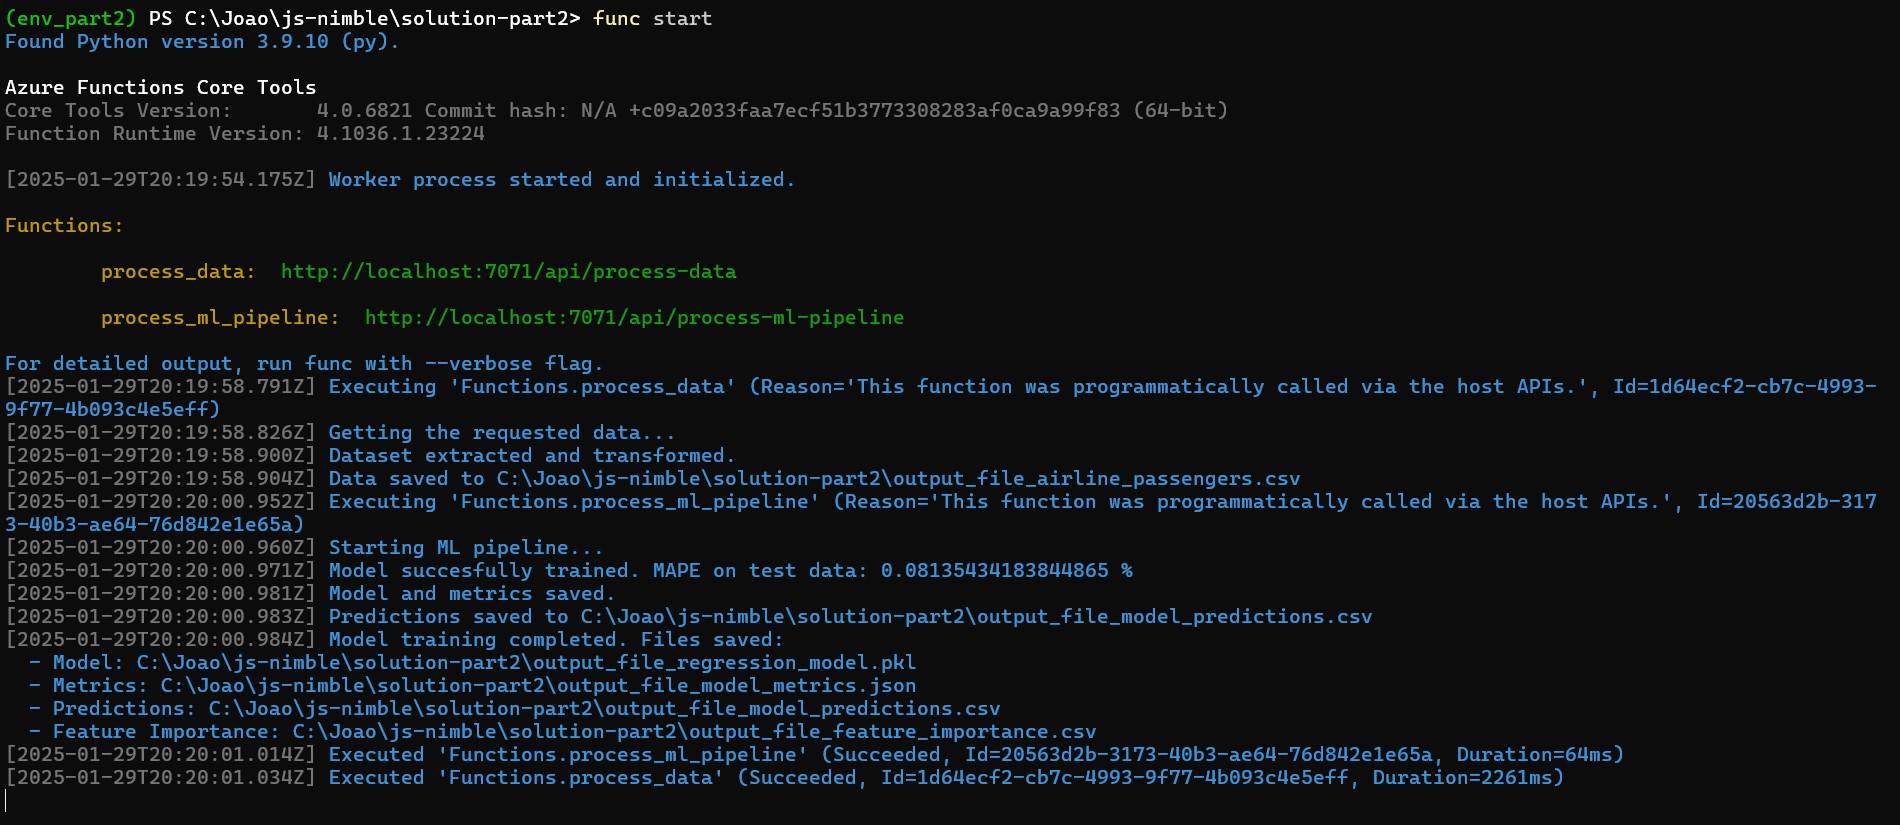 (env_part2) PS C:\Joao\js-nimble\solution-part2> func start
Found Python version 3.9.10 (py).
Azure Functions Core Tools
Core Tools Version:       4.0.6821 Commit hash: N/A +c09a2033faa7ecf51b3773308283af0ca9a99f83 (64-bit)
Function Runtime Version: 4.1036.1.23224
[2025-01-29T20:19:54.175Z] Worker process started and initialized.
Functions:
process_data:  http://localhost:7071/api/process-data
process_ml_pipeline:  http://localhost:7071/api/process-ml-pipeline
For detailed output, run func with --verbose flag.
[2025-01-29T20:19:58.791Z] Executing 'Functions.process_data' (Reason='This function was programmatically called via the host APIs.', Id=1d64ecf2-cb7c-4993-
9f77-4b093c4e5eff)
[2025-01-29T20:19:58.826Z] Getting the requested data...
[2025-01-29T20:19:58.900Z] Dataset extracted and transformed.
[2025-01-29T20:19:58.904Z] Data saved to C:\Joao\js-nimble\solution-part2\output_file_airline_passengers.csv
[2025-01-29T20:20:00.952Z] Executing 'Functions.process_ml_pipeline' (Reason='This function was programmatically called via the host APIs.', Id=20563d2b-317
3-40b3-ae64-76d842e1e65a)
[2025-01-29T20:20:00.960Z] Starting ML pipeline...
[2025-01-29T20:20:00.971Z] Model succesfully trained. MAPE on test data: 0.08135434183844865 %
[2025-01-29T20:20:00.981Z] Model and metrics saved.
[2025-01-29T20:20:00.983Z] Predictions saved to C:\Joao\js-nimble\solution-part2\output_file_model_predictions.csv
[2025-01-29T20:20:00.984Z] Model training completed. Files saved:
- Model: C:\Joao\js-nimble\solution-part2\output_file_regression_model.pkl
- Metrics: C:\Joao\js-nimble\solution-part2\output_file_model_metrics.json
- Predictions: C:\Joao\js-nimble\solution-part2\output_file_model_predictions.csv
- Feature Importance: C:\Joao\js-nimble\solution-part2\output_file_feature_importance.csv
[2025-01-29T20:20:01.014Z] Executed 'Functions.process_ml_pipeline' (Succeeded, Id=20563d2b-3173-40b3-ae64-76d842e1e65a, Duration=64ms)
[2025-01-29T20:20:01.034Z] Executed 'Functions.process_data' (Succeeded, Id=1d64ecf2-cb7c-4993-9f77-4b093c4e5eff, Duration=2261ms)